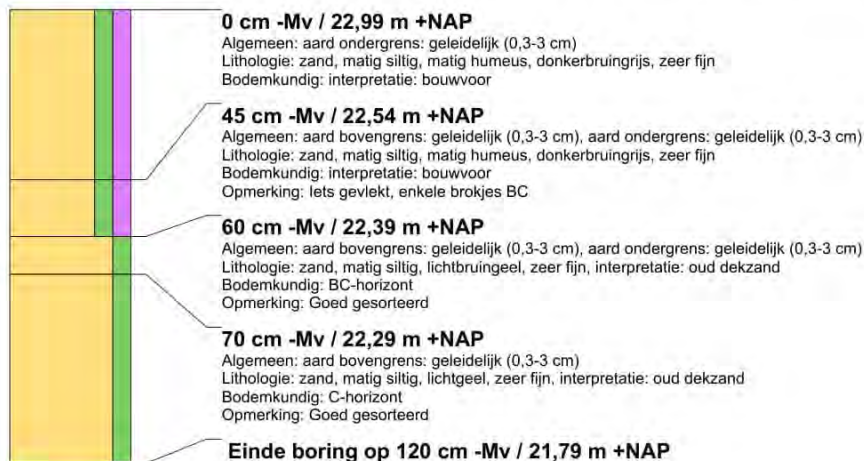 0 cm -Mv / 22,99 m +NAP
Algemeen: aard ondergrens: geleidelijk (0,3-3 cm)
Lithologie: zand, matig siltig, matig humeus, donkerbruingrijs, zeer fijn
Bodemkundig: interpretatie: bouwvoor
45 cm -Mv / 22,54 m +NAP
Algemeen: aard bovengrens: geleidelijk (0,3-3 cm), aard ondergrens: geleidelijk (0,3-3 cm)
Lithologie: zand, matig siltig, matig humeus, donkerbruingrijs, zeer fijn
Bodemkundig: interpretatie: bouwvoor
Opmerking: Iets gevlekt, enkele brokjes BC
60 cm -Mv / 22,39 m +NAP
Algemeen: aard bovengrens: geleidelijk (0,3-3 cm), aard ondergrens: geleidelijk (0,3-3 cm)
Lithologie: zand, matig siltig, lichtbruingeel, zeer fijn, interpretatie: oud dekzand
Bodemkundig: BC-horizont
Opmerking: Goed gesorteerd
70 cm -Mv / 22,29 m +NAP
Algemeen: aard bovengrens: geleidelijk (0,3-3 cm)
Lithologie: zand, matig siltig, lichtgeel, zeer fijn, interpretatie: oud dekzand
Bodemkundig: C-horizont
Opmerking: Goed gesorteerd
Einde boring op 120 cm -Mv / 21,79 m +NAP